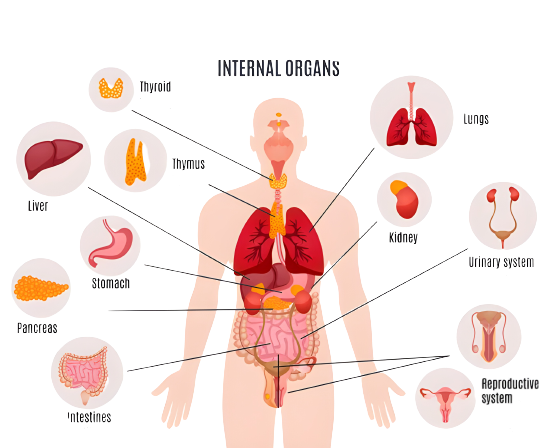 INTERNAL ORGANS
Thyroid
Lungs
Thymus
Liver
Kidney
Urinary system
Stomach
Pancreas
Reproductive
system
Intestines